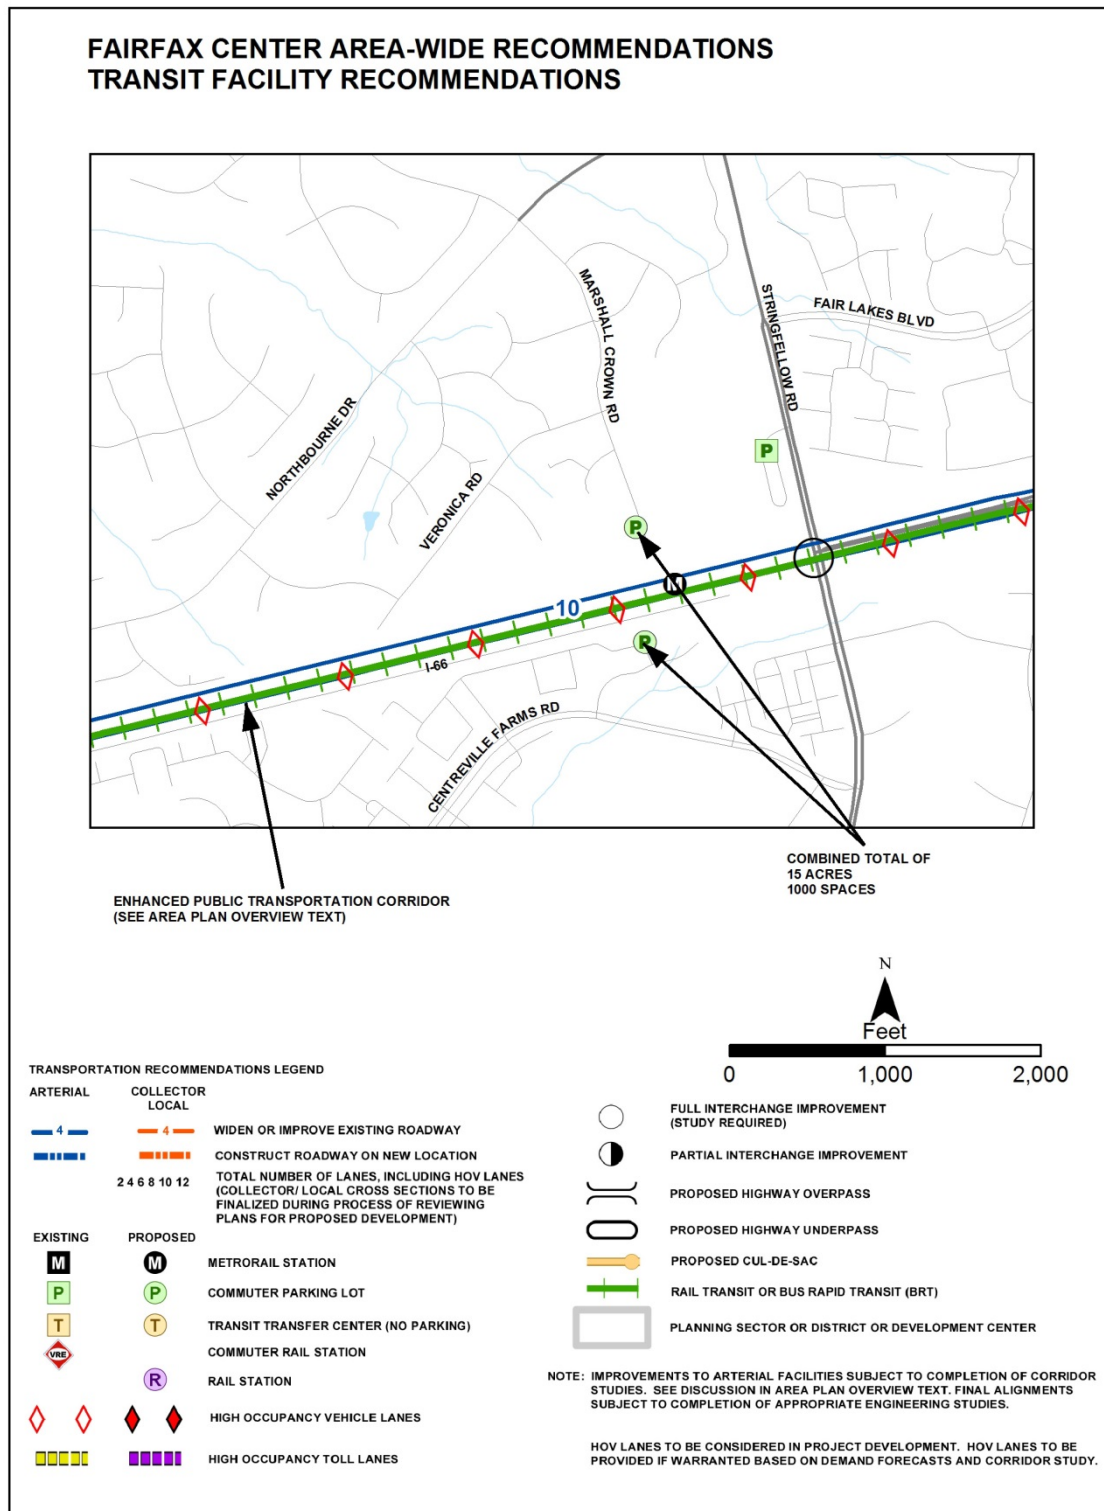 FAIRFAX CENTER AREA-WIDE RECOMMENDATIONS
TRANSIT FACILITY RECOMMENDATIONS
MARSHALL CROWN RD
STRINGFELLOW RD
FAIR LAKES BLVD
NORTHBOURNE DR
VERONICA RD
P
P
M
10
P
I-66
CENTREVILLE FARMS RD
COMBINED TOTAL OF
15 ACRES
1000 SPACES
ENHANCED PUBLIC TRANSPORTATION CORRIDOR
(SEE AREA PLAN OVERVIEW TEXT)
N
Feet
0 1,000 2,000
TRANSPORTATION RECOMMENDATIONS LEGEND
ARTERIAL COLLECTOR
LOCAL
4 4 WIDEN OR IMPROVE EXISTING ROADWAY
CONSTRUCT ROADWAY ON NEW LOCATION
2 4 6 8 10 12 TOTAL NUMBER OF LANES, INCLUDING HOV LANES
(COLLECTOR/ LOCAL CROSS SECTIONS TO BE
FINALIZED DURING PROCESS OF REVIEWING
PLANS FOR PROPOSED DEVELOPMENT)
EXISTING PROPOSED
M M METRORAIL STATION
P P COMMUTER PARKING LOT
T T TRANSIT TRANSFER CENTER (NO PARKING)
VRE COMMUTER RAIL STATION
R RAIL STATION
HIGH OCCUPANCY VEHICLE LANES
HIGH OCCUPANCY TOLL LANES
FULL INTERCHANGE IMPROVEMENT
(STUDY REQUIRED)
PARTIAL INTERCHANGE IMPROVEMENT
PROPOSED HIGHWAY OVERPASS
PROPOSED HIGHWAY UNDERPASS
PROPOSED CUL-DE-SAC
RAIL TRANSIT OR BUS RAPID TRANSIT (BRT)
PLANNING SECTOR OR DISTRICT OR DEVELOPMENT CENTER
NOTE: IMPROVEMENTS TO ARTERIAL FACILITIES SUBJECT TO COMPLETION OF CORRIDOR
STUDIES. SEE DISCUSSION IN AREA PLAN OVERVIEW TEXT. FINAL ALIGNMENTS
SUBJECT TO COMPLETION OF APPROPRIATE ENGINEERING STUDIES.
HOV LANES TO BE CONSIDERED IN PROJECT DEVELOPMENT. HOV LANES TO BE
PROVIDED IF WARRANTED BASED ON DEMAND FORECASTS AND CORRIDOR STUDY.